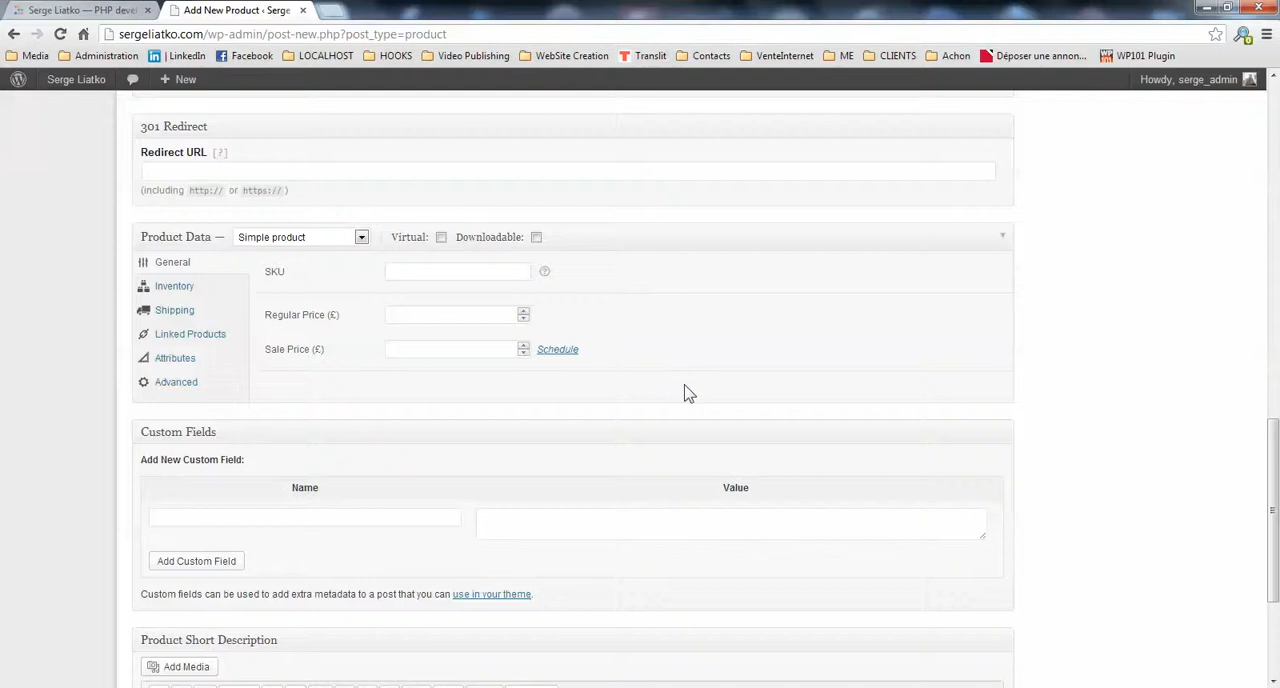 Serge Liatko — PHP devel
Add New Product ‹ Serge
sergeliatko.com/wp-admin/post-new.php?post_type=product
Media Administration LinkedIn Facebook LOCALHOST HOOKS Video Publishing WebSite Creation Translit Contacts VenteInternet ME CLIENTS Achon Déposer une annon... WP101 Plugin
Serge Liatko + New Howdy, serge_admin
301 Redirect
Redirect URL [?]
(including http:// or https://)
Product Data — Simple product Virtual: Downloadable:
General
Inventory
Shipping
Linked Products
Attributes
Advanced
SKU
Regular Price (£)
Sale Price (£) Schedule
Custom Fields
Add New Custom Field:
Name Value
Add Custom Field
Custom fields can be used to add extra metadata to a post that you can use in your theme.
Product Short Description
Add Media